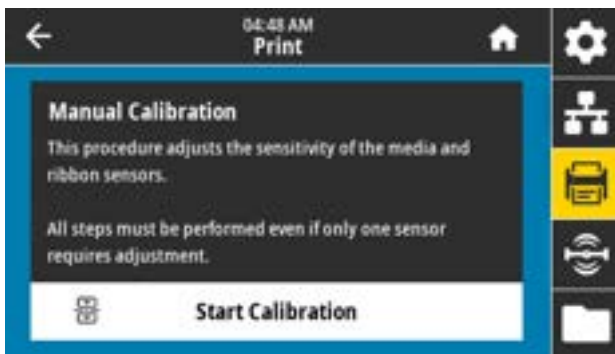 04:48 AM
Print
Manual Calibration
This procedure adjusts the sensitivity of the media and
ribbon sensors.
All steps must be performed even if only one sensor
requires adjustment.
Start Calibration